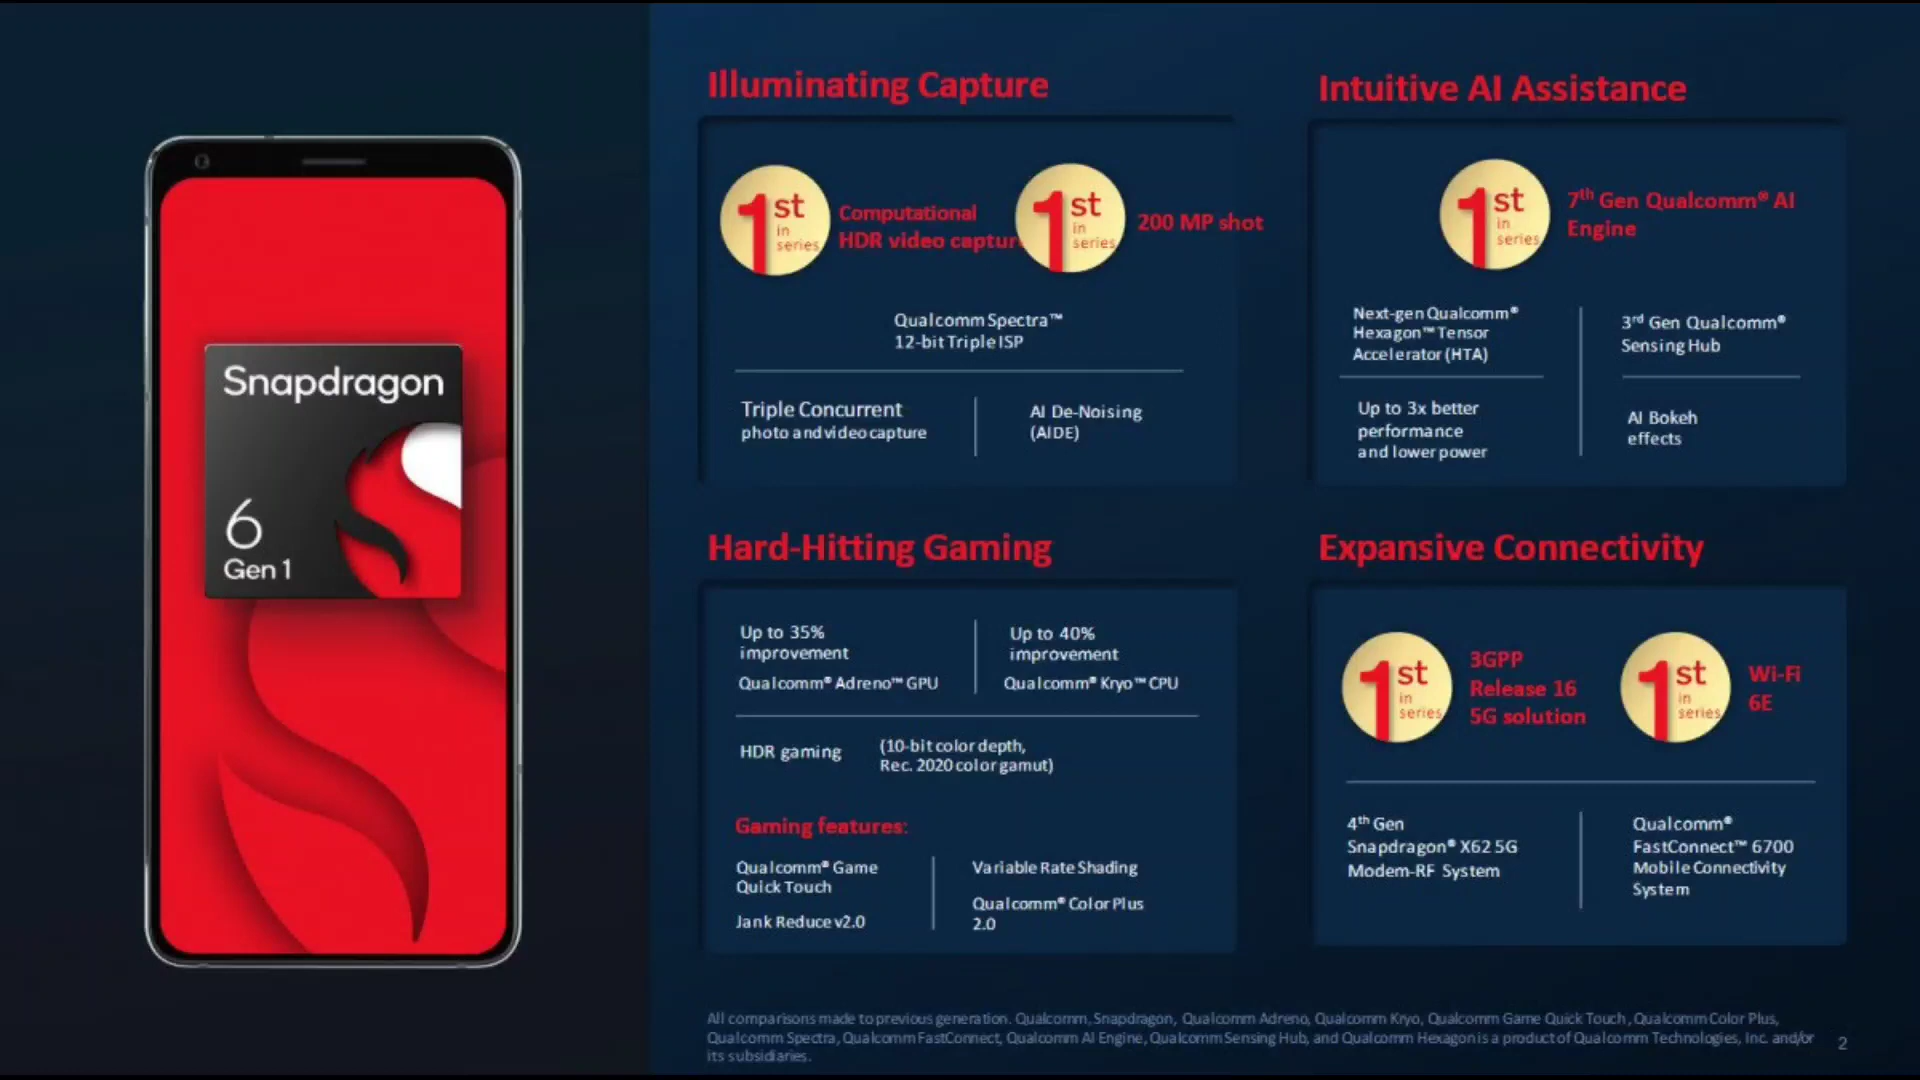 Snapdragon
6
Gen 1
Illuminating Capture
1st
in
series
Computational
HDR video captur
1st
in
series
200 MP shot
Qualcomm Spectra™
12-bit Triple ISP
Triple Concurrent
photo and video capture
AI De-Noising
(AIDE)
Intuitive AI Assistance
1st
in
series
7th Gen Qualcomm® AI
Engine
Next-gen Qualcomm®
Hexagon™ Tensor
Accelerator (HTA)
3rd Gen Qualcomm®
Sensing Hub
Up to 3x better
performance
and lower power
AI Bokeh
effects
Hard-Hitting Gaming
Up to 35%
improvement
Qualcomm® Adreno™ GPU
Up to 40%
improvement
Qualcomm® Kryo™ CPU
HDR gaming
(10-bit color depth,
Rec. 2020 color gamut)
Gaming features:
Qualcomm® Game
Quick Touch
Jank Reduce v2.0
Variable Rate Shading
Qualcomm® Color Plus
2.0
Expansive Connectivity
1st
in
series
3GPP
Release 16
5G solution
1st
in
series
Wi-Fi
6E
4th Gen
Snapdragon® X62 5G
Modem-RF System
Qualcomm®
FastConnect™ 6700
Mobile Connectivity
System
All comparisons made to previous generation. Qualcomm, Snapdragon, Qualcomm Adreno, Qualcomm Kryo, Qualcomm Game Quick Touch, Qualcomm Color Plus,
Qualcomm Spectra, Qualcomm FastConnect, Qualcomm AI Engine, Qualcomm Sensing Hub, and Qualcomm Hexagon is a product of Qualcomm Technologies, Inc. and/or
its subsidiaries.
2